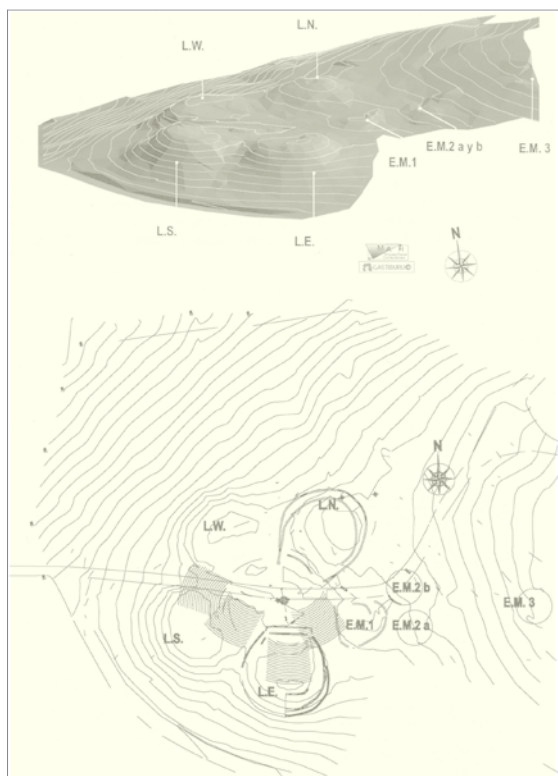 L.N.
L.W.
E.M.1
E.M.2 a y b
E.M. 3
L.S.
L.E.
N
N
L.N.
L.W.
E.M.2 b
E.M. 3
E.M.1
E.M.2 a
L.S.
L.E.